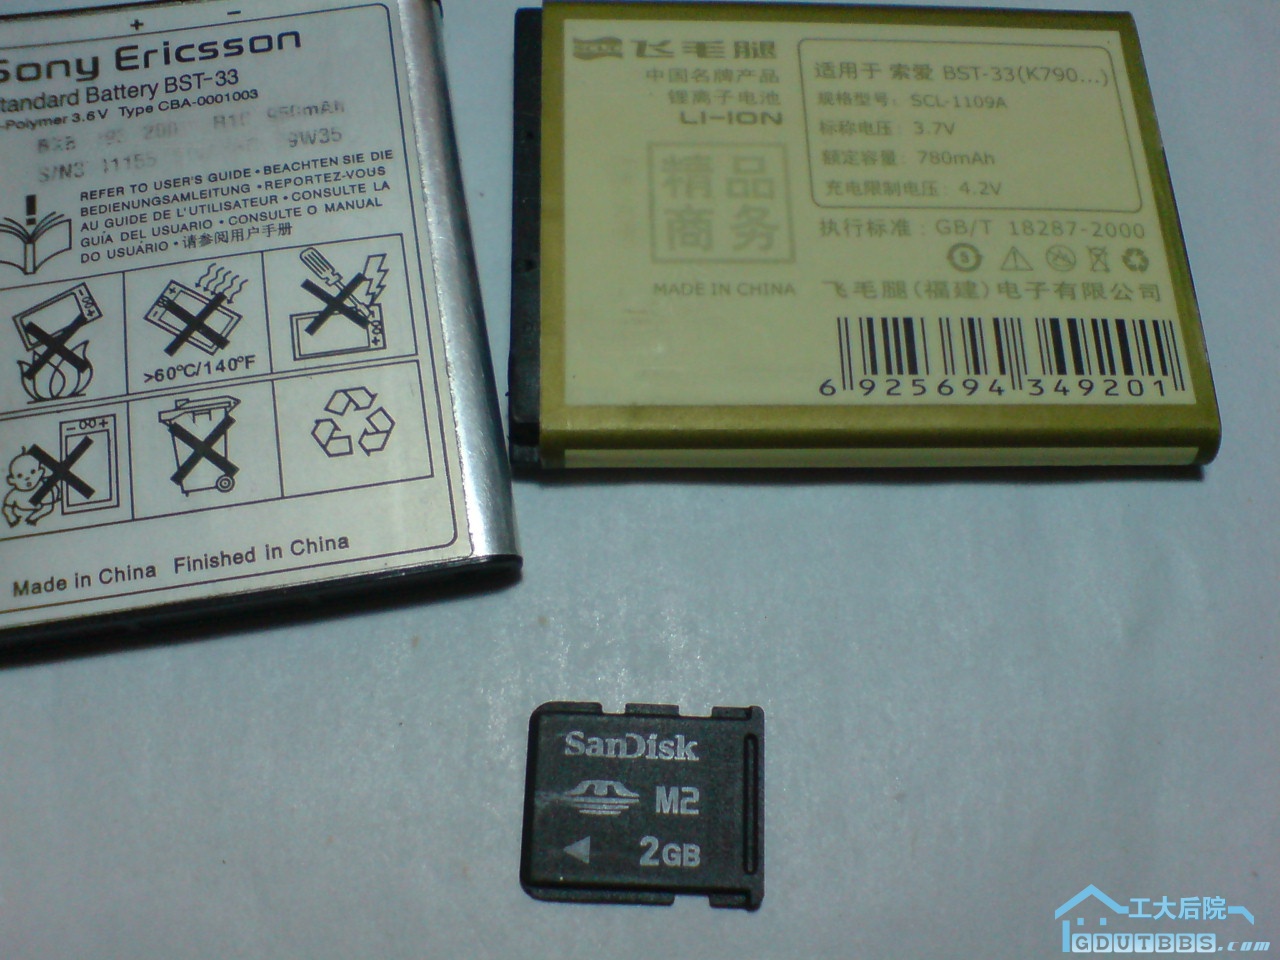 + −
Sony Ericsson
Standard Battery BST-33
-Polymer 3.6V Type CBA-0001003
950mAh
S/N3 11155 9W35
REFER TO USER'S GUIDE • BEACHTEN SIE DIE
BEDIENUNGSAMLEITUNG • REPORTEZ-VOUS
AU GUIDE DE L'UTILISATEUR • CONSULTE LA
GUÍA DEL USUARIO • CONSULTE O MANUAL
DO USUÁRIO • 请参阅用户手册
>60°C/140°F
Made in China Finished in China
飞毛腿
中国名牌产品
锂离子电池
LI-ION
精品
商务
MADE IN CHINA
适用于 索爱 BST-33(K790...)
规格型号: SCL-1109A
标称电压: 3.7V
额定容量: 780mAh
充电限制电压: 4.2V
执行标准: GB/T 18287-2000
飞毛腿(福建)电子有限公司
6 925694 349201
SanDisk
M2
2GB
工大后院
GDUTBBS.com